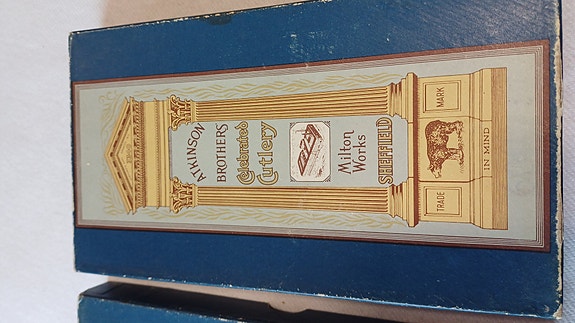 ATKINSON
BROTHERS
Celebrated
Cutlery
Milton
Works
SHEFFIELD
TRADE MARK
IN MIND